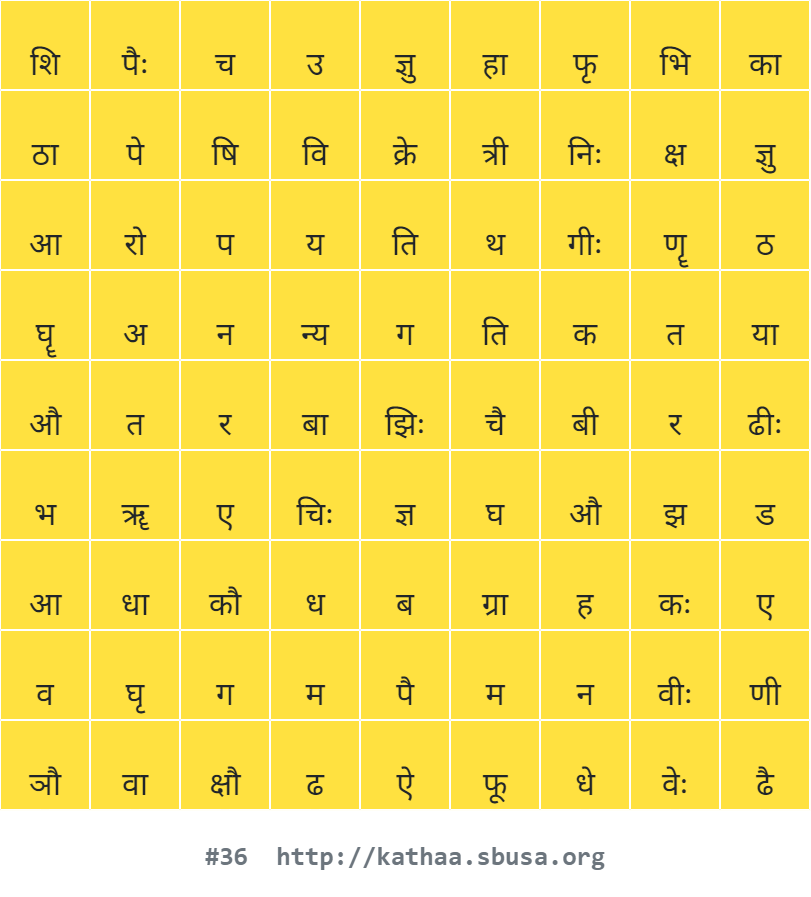 शि पैः च उ ज्ञु हा फृ भि का
ठा पे षि वि क्रे त्री निः क्ष ज्ञु
आ रो प य ति थ गीः णॄ ठ
घॄ अ न न्य ग ति क त या
औ त र बा झिः चै बी र ढीः
भ ॠ ए चिः ज्ञ घ औ झ ड
आ धा कौ ध ब ग्रा ह कः ए
व घृ ग म पै म न वीः णी
ञौ वा क्षौ ढ ऐ फू धे वेः ढै
#36 http://kathaa.sbusa.org